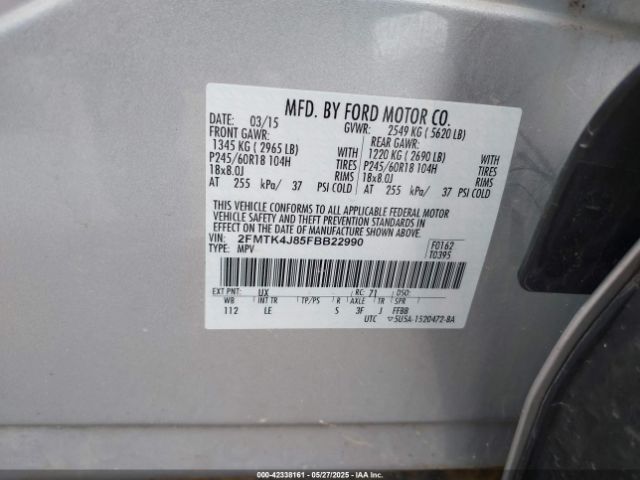 MFD. BY FORD MOTOR CO.
DATE: 03/15 GVWR: 2549 KG ( 5620 LB)
FRONT GAWR: REAR GAWR:
1345 KG ( 2965 LB) WITH 1220 KG ( 2690 LB) WITH
P245/60R18 104H TIRES P245/60R18 104H TIRES
18x8.0J RIMS 18x8.0J RIMS
AT 255 kPa/ 37 PSI COLD AT 255 kPa/ 37 PSI COLD
THIS VEHICLE CONFORMS TO ALL APPLICABLE FEDERAL MOTOR
VEHICLE SAFETY AND THEFT PREVENTION STANDARDS IN
EFFECT ON THE DATE OF MANUFACTURE SHOWN ABOVE.
VIN: 2FMTK4J85FBB22990 F0162
TYPE: MPV T0395
EXT PNT: UX RC: 71 DSO:
WB INT TR TP/PS R AXLE TR SPR
112 LE S 3F J FFBB
UTC ▽5U5A-1520472-BA
000-42338161 - 05/27/2025 - IAA